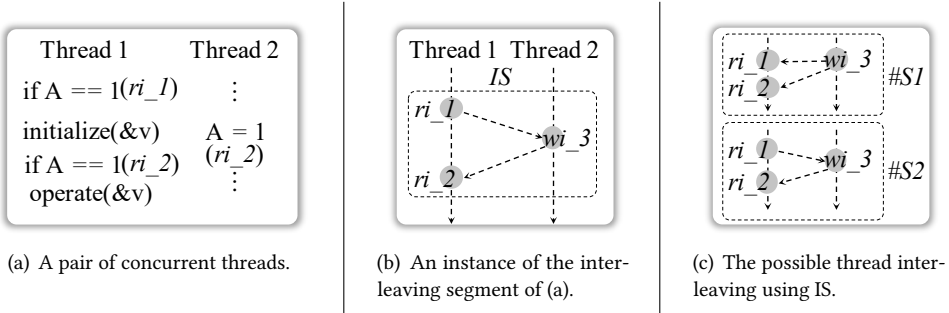 Thread 1 Thread 2
if A == 1(ri_1) ⋮
initialize(&v) A = 1
if A == 1(ri_2) (ri_2)
operate(&v) ⋮
(a) A pair of concurrent threads.
Thread 1 Thread 2
IS
ri_1
wi_3
ri_2
(b) An instance of the inter-
leaving segment of (a).
ri_1 wi_3
ri_2 #S1
ri_1 wi_3
ri_2 #S2
(c) The possible thread inter-
leaving using IS.